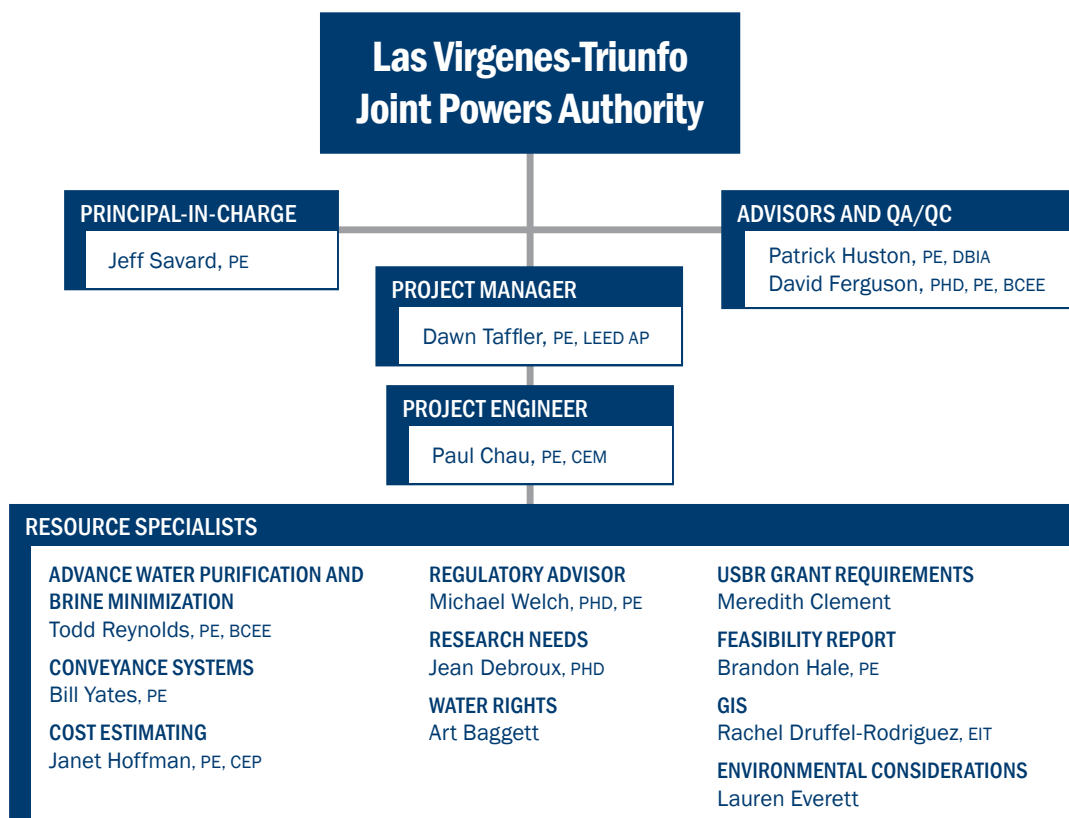 Las Virgenes-Triunfo
Joint Powers Authority
PRINCIPAL-IN-CHARGE
Jeff Savard, PE
ADVISORS AND QA/QC
Patrick Huston, PE, DBIA
David Ferguson, PHD, PE, BCEE
PROJECT MANAGER
Dawn Taffler, PE, LEED AP
PROJECT ENGINEER
Paul Chau, PE, CEM
RESOURCE SPECIALISTS
ADVANCE WATER PURIFICATION AND
BRINE MINIMIZATION
Todd Reynolds, PE, BCEE
CONVEYANCE SYSTEMS
Bill Yates, PE
COST ESTIMATING
Janet Hoffman, PE, CEP
REGULATORY ADVISOR
Michael Welch, PHD, PE
RESEARCH NEEDS
Jean Debroux, PHD
WATER RIGHTS
Art Baggett
USBR GRANT REQUIREMENTS
Meredith Clement
FEASIBILITY REPORT
Brandon Hale, PE
GIS
Rachel Druffel-Rodriguez, EIT
ENVIRONMENTAL CONSIDERATIONS
Lauren Everett